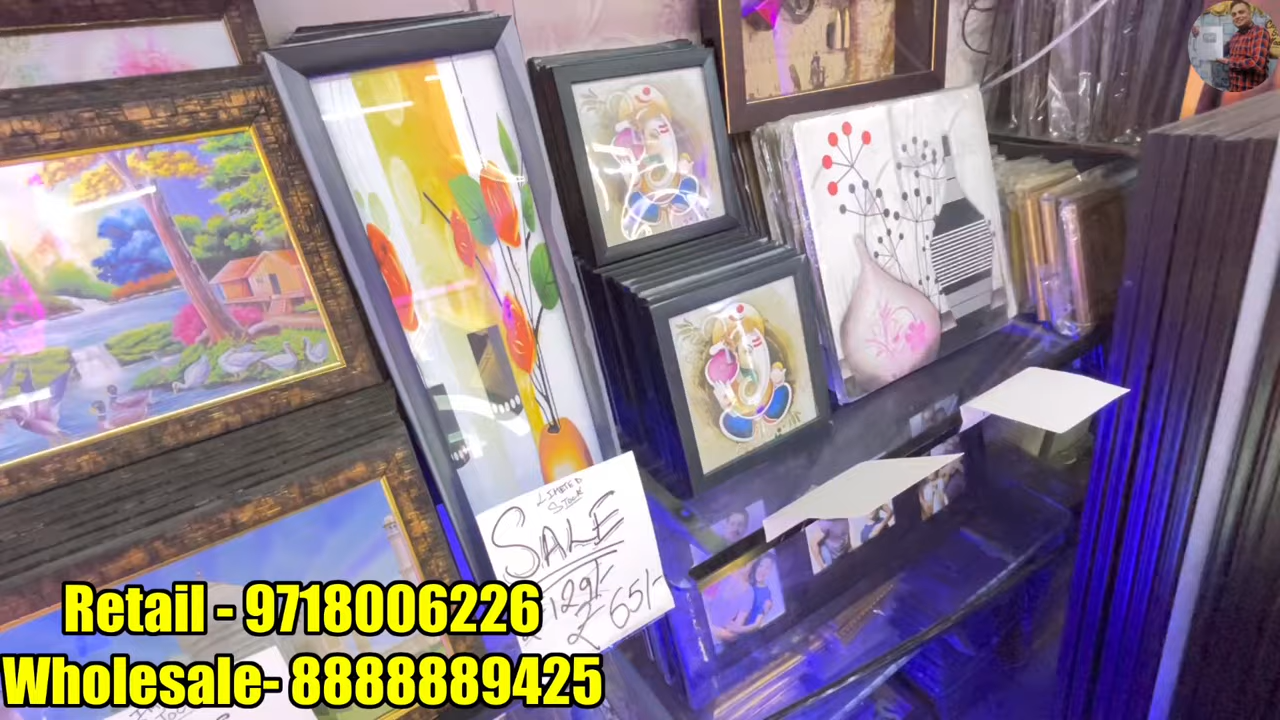 LIMITED
STOCK
SALE
129/-
₹ 65/-
Retail - 9718006226
Wholesale- 8888889425